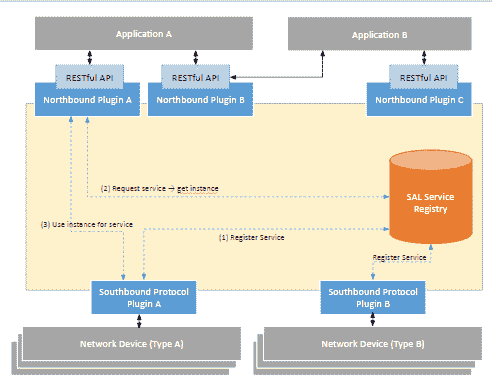 Application A
Application B
RESTful API
RESTful API
RESTful API
Northbound Plugin A
Northbound Plugin B
Northbound Plugin C
(2) Request service → get instance
SAL Service
Registry
(3) Use instance for service
(1) Register Service
Register Service
Southbound Protocol
Plugin A
Southbound Protocol
Plugin B
Network Device (Type A)
Network Device (Type B)